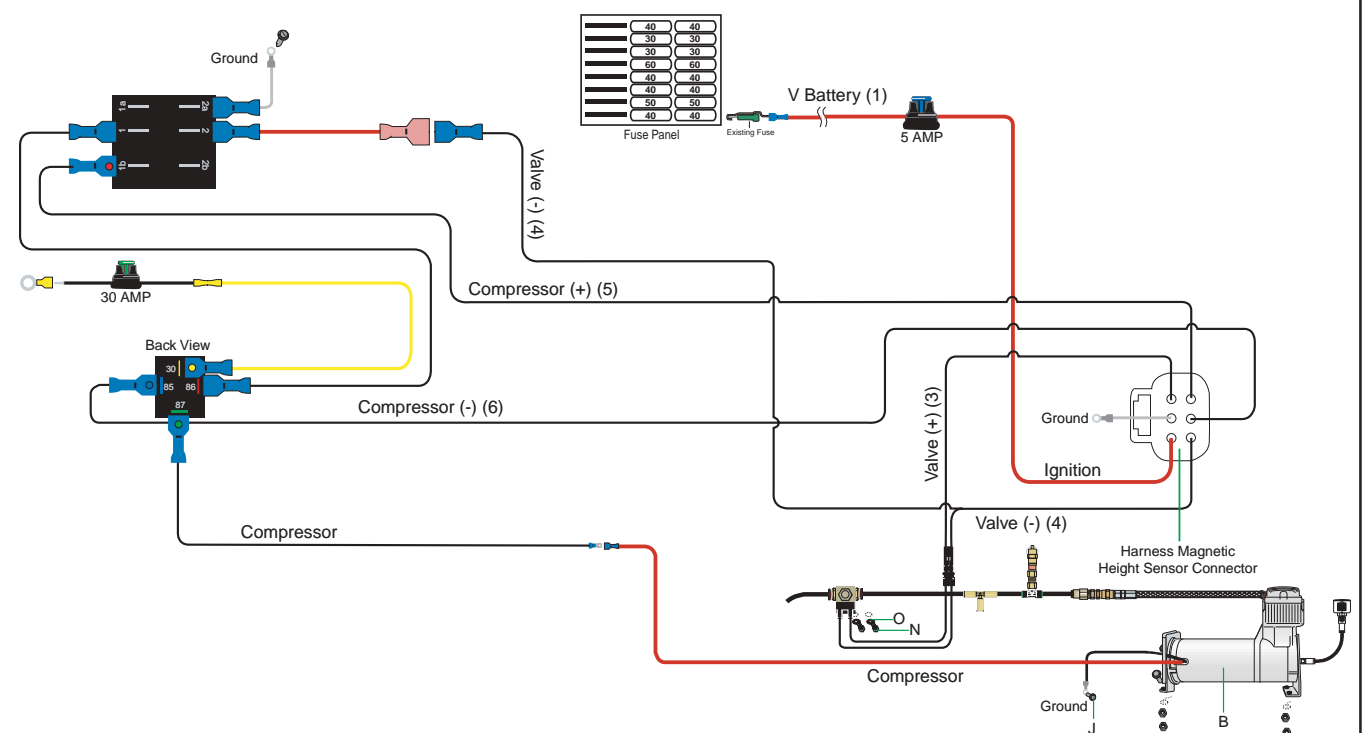 Ground
1a
2a
1
2
1b
2b
40 40
30 30
30 30
60 60
40 40
40 40
50 50
40 40
Fuse Panel
Existing Fuse
V Battery (1)
5 AMP
Valve (-) (4)
30 AMP
Compressor (+) (5)
Back View
30
85
86
87
Compressor (-) (6)
Valve (+) (3)
Ground
Ignition
Compressor
Valve (-) (4)
Harness Magnetic
Height Sensor Connector
O
N
Compressor
Ground
J
B